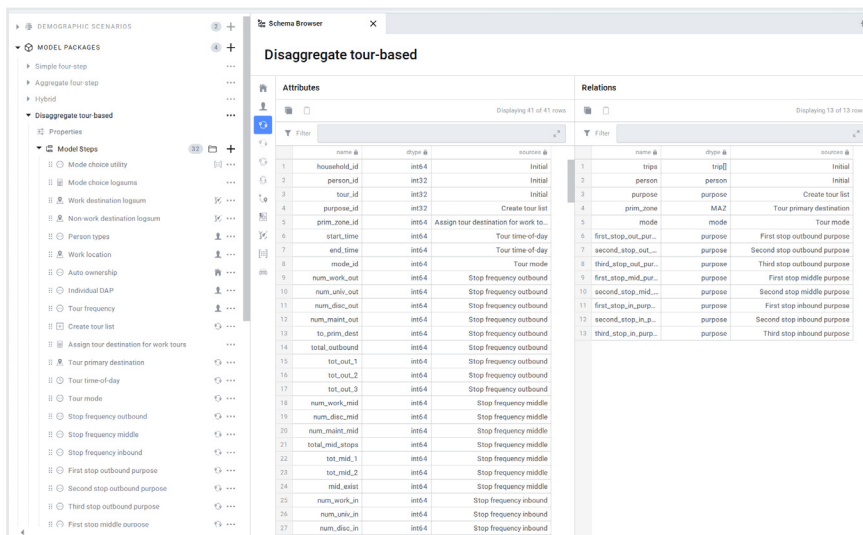 DEMOGRAPHIC SCENARIOS 2
MODEL PACKAGES 4
Simple four-step
Aggregate four-step
Hybrid
Disaggregate tour-based
Properties
Model Steps 32
Mode choice utility
Mode choice logsums
Work destination logsum
Non-work destination logsum
Person types
Work location
Auto ownership
Individual DAP
Tour frequency
Create tour list
Assign tour destination for work tours
Tour primary destination
Tour time-of-day
Tour mode
Stop frequency outbound
Stop frequency middle
Stop frequency inbound
First stop outbound purpose
Second stop outbound purpose
Third stop outbound purpose
First stop middle purpose
Schema Browser
Disaggregate tour-based
Attributes
Displaying 41 of 41 rows
Filter
name dtype sources
1 household_id int64 Initial
2 person_id int32 Initial
3 tour_id int32 Initial
4 purpose_id int32 Create tour list
5 prim_zone_id int64 Assign tour destination for work to...
6 start_time int64 Tour time-of-day
7 end_time int64 Tour time-of-day
8 mode_id int64 Tour mode
9 num_work_out int64 Stop frequency outbound
10 num_univ_out int64 Stop frequency outbound
11 num_disc_out int64 Stop frequency outbound
12 num_maint_out int64 Stop frequency outbound
13 to_prim_dest int64 Stop frequency outbound
14 total_outbound int64 Stop frequency outbound
15 tot_out_1 int64 Stop frequency outbound
16 tot_out_2 int64 Stop frequency outbound
17 tot_out_3 int64 Stop frequency outbound
18 num_work_mid int64 Stop frequency middle
19 num_disc_mid int64 Stop frequency middle
20 num_maint_mid int64 Stop frequency middle
21 total_mid_stops int64 Stop frequency middle
22 tot_mid_1 int64 Stop frequency middle
23 tot_mid_2 int64 Stop frequency middle
24 mid_exist int64 Stop frequency middle
25 num_work_in int64 Stop frequency inbound
26 num_univ_in int64 Stop frequency inbound
27 num_disc_in int64 Stop frequency inbound
Relations
Displaying 13 of 13 rows
Filter
name dtype sources
1 trips trip[] Initial
2 person person Initial
3 purpose purpose Create tour list
4 prim_zone MAZ Tour primary destination
5 mode mode Tour mode
6 first_stop_out_pur... purpose First stop outbound purpose
7 second_stop_out_... purpose Second stop outbound purpose
8 third_stop_out_pur... purpose Third stop outbound purpose
9 first_stop_mid_pur... purpose First stop middle purpose
10 second_stop_mid_... purpose Second stop middle purpose
11 first_stop_in_purp... purpose First stop inbound purpose
12 second_stop_in_p... purpose Second stop inbound purpose
13 third_stop_in_purp... purpose Third stop inbound purpose